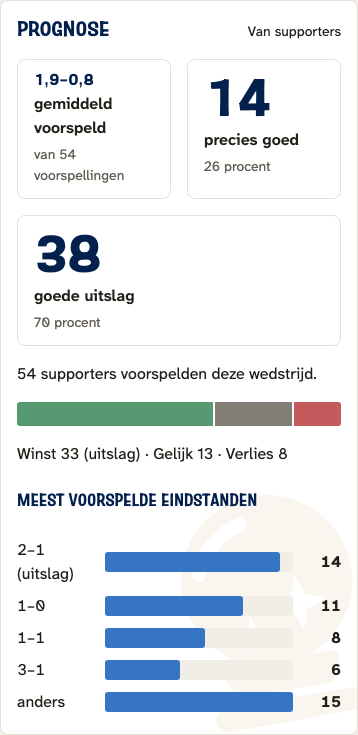 PROGNOSE
Van supporters
1,9–0,8
gemiddeld
voorspeld
van 54
voorspellingen
14
precies goed
26 procent
38
goede uitslag
70 procent
54 supporters voorspelden deze wedstrijd.
Winst 33 (uitslag) · Gelijk 13 · Verlies 8
MEEST VOORSPELDE EINDSTANDEN
2–1
(uitslag)
14
1–0
11
1–1
8
3–1
6
anders
15